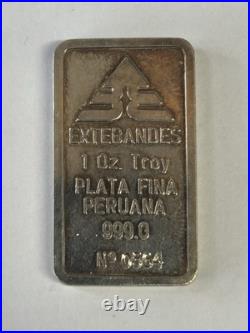 EXTEBANDES
1 Oz. Troy
PLATA FINA
PERUANA
999.0
Nº